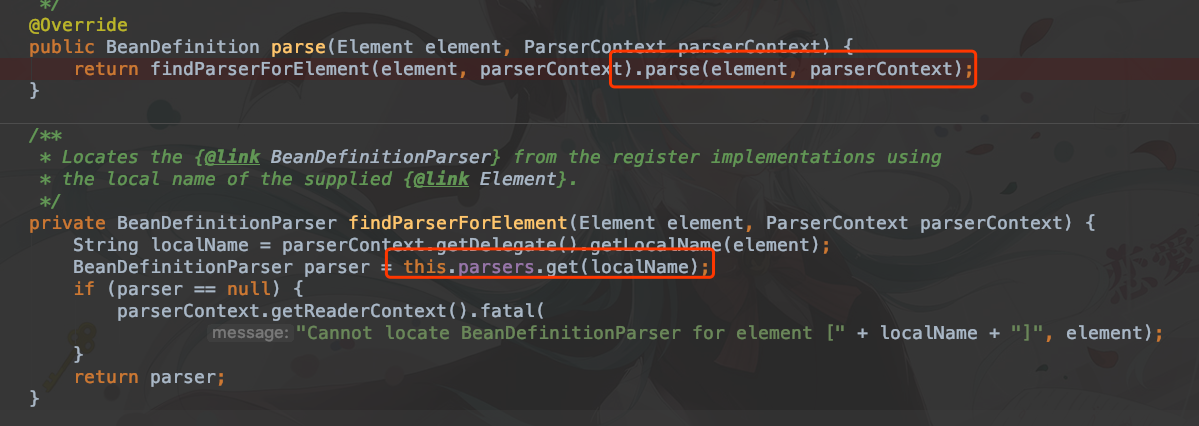 */
@Override
public BeanDefinition parse(Element element, ParserContext parserContext) {
return findParserForElement(element, parserContext).parse(element, parserContext);
}
/**
* Locates the {@link BeanDefinitionParser} from the register implementations using
* the local name of the supplied {@link Element}.
*/
private BeanDefinitionParser findParserForElement(Element element, ParserContext parserContext) {
String localName = parserContext.getDelegate().getLocalName(element);
BeanDefinitionParser parser = this.parsers.get(localName);
if (parser == null) {
parserContext.getReaderContext().fatal(
message: "Cannot locate BeanDefinitionParser for element [" + localName + "]", element);
}
return parser;
}